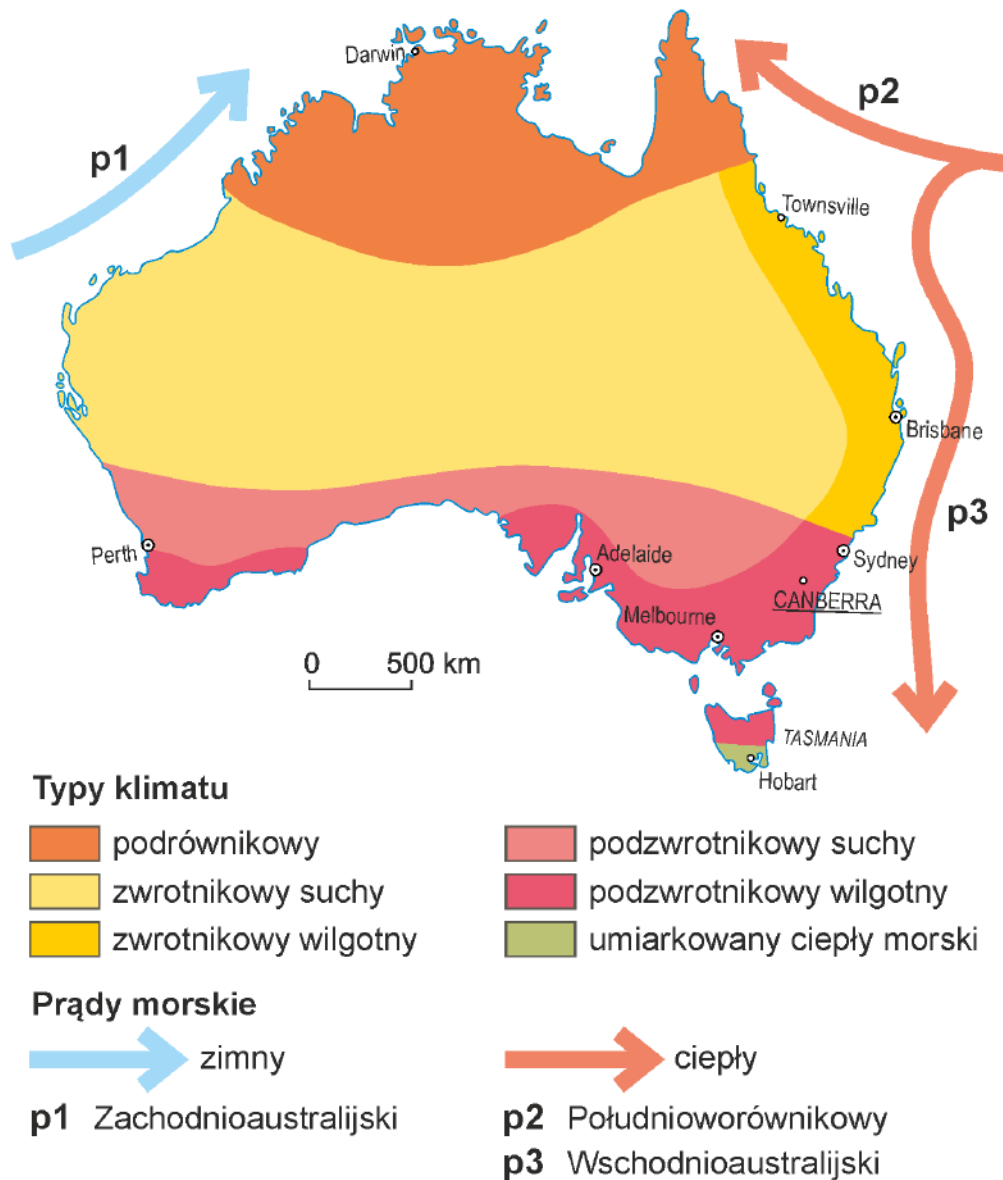 Darwin
p2
p1
Townsville
Brisbane
p3
Perth
Adelaide
Sydney
CANBERRA
Melbourne
0 500 km
TASMANIA
Hobart
Typy klimatu
podrównikowy
zwrotnikowy suchy
zwrotnikowy wilgotny
podzwrotnikowy suchy
podzwrotnikowy wilgotny
umiarkowany ciepły morski
Prądy morskie
zimny
p1 Zachodnioaustralijski
ciepły
p2 Południoworównikowy
p3 Wschodnioaustralijski